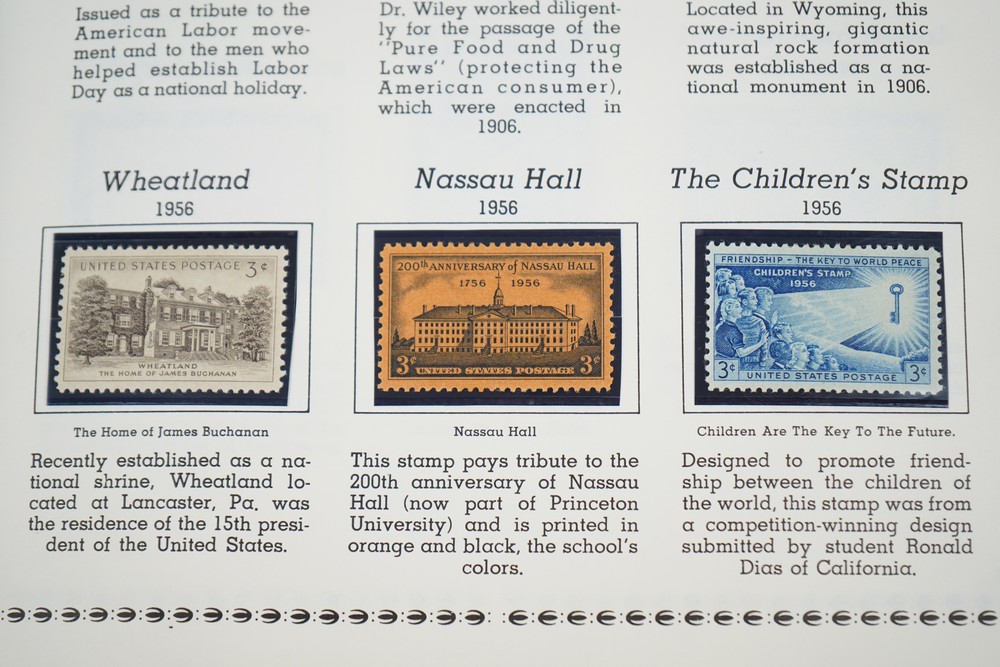 Issued as a tribute to the
American Labor move-
ment and to the men who
helped establish Labor
Day as a national holiday.
Dr. Wiley worked diligent-
ly for the passage of the
"Pure Food and Drug
Laws" (protecting the
American consumer),
which were enacted in
1906.
Located in Wyoming, this
awe-inspiring, gigantic
natural rock formation
was established as a na-
tional monument in 1906.
Wheatland
1956
UNITED STATES POSTAGE 3¢
WHEATLAND
THE HOME OF JAMES BUCHANAN
The Home of James Buchanan
Recently established as a na-
tional shrine, Wheatland lo-
cated at Lancaster, Pa. was
the residence of the 15th presi-
dent of the United States.
Nassau Hall
1956
200th ANNIVERSARY of NASSAU HALL
1756 1956
3¢ UNITED STATES POSTAGE 3¢
Nassau Hall
This stamp pays tribute to the
200th anniversary of Nassau
Hall (now part of Princeton
University) and is printed in
orange and black, the school's
colors.
The Children's Stamp
1956
FRIENDSHIP - THE KEY TO WORLD PEACE
CHILDREN'S STAMP
1956
3¢ UNITED STATES POSTAGE 3¢
Children Are The Key To The Future.
Designed to promote friend-
ship between the children of
the world, this stamp was from
a competition-winning design
submitted by student Ronald
Dias of California.